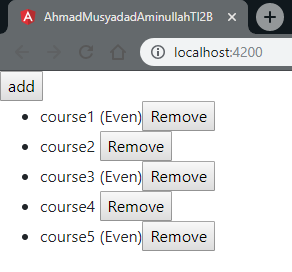 AhmadMusyadadAminullahTI2B
localhost:4200
add
course1 (Even) Remove
course2 Remove
course3 (Even) Remove
course4 Remove
course5 (Even) Remove